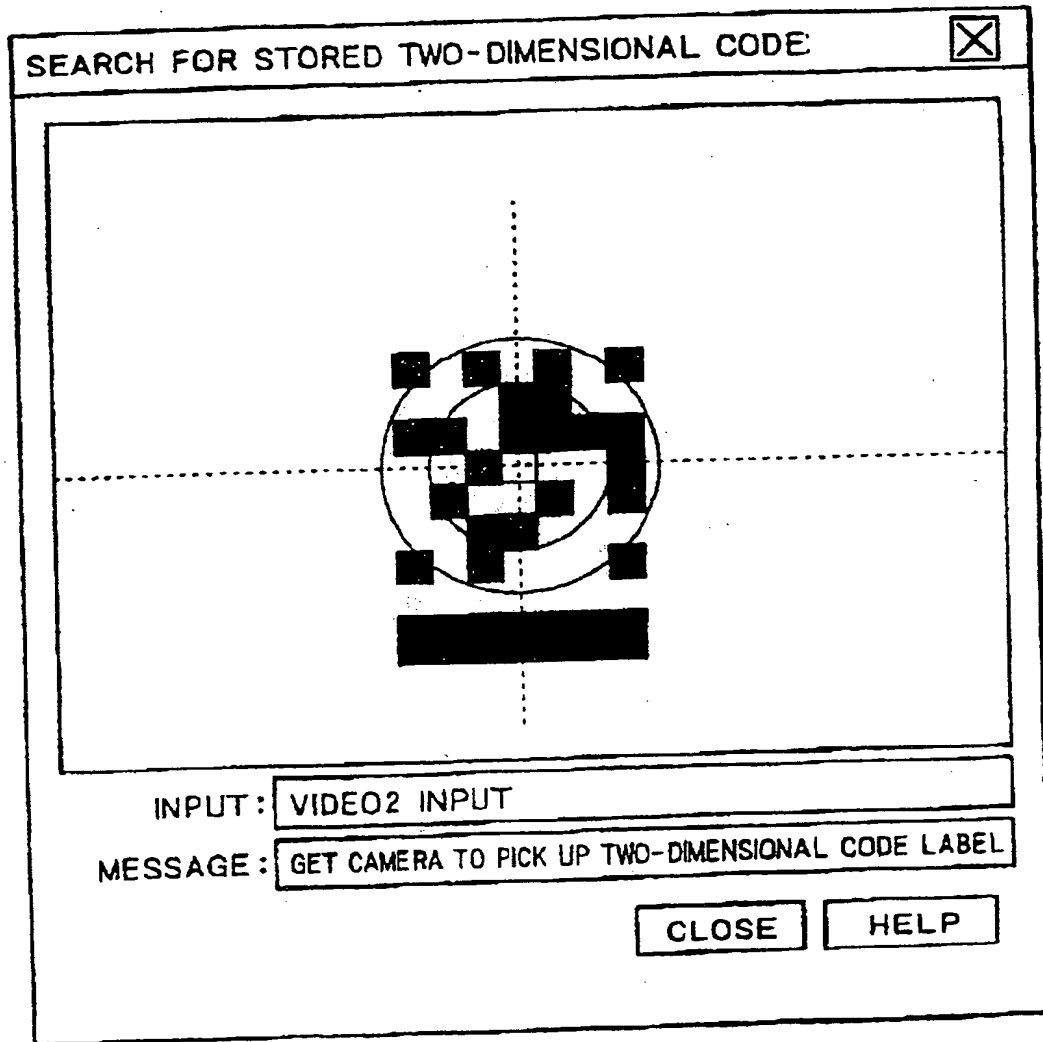 SEARCH FOR STORED TWO-DIMENSIONAL CODE
INPUT: VIDEO2 INPUT
MESSAGE: GET CAMERA TO PICK UP TWO-DIMENSIONAL CODE LABEL
CLOSE HELP